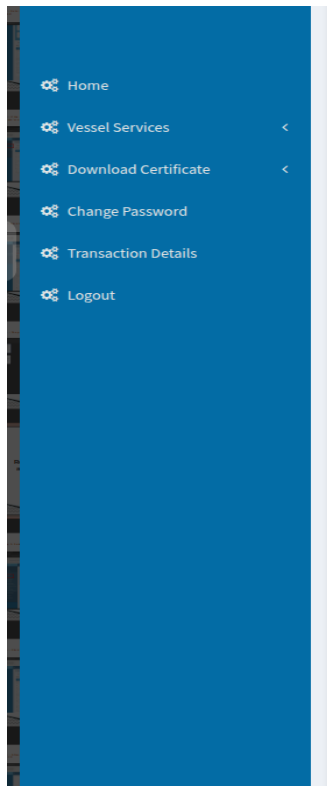 Home
Vessel Services
Download Certificate
Change Password
Transaction Details
Logout